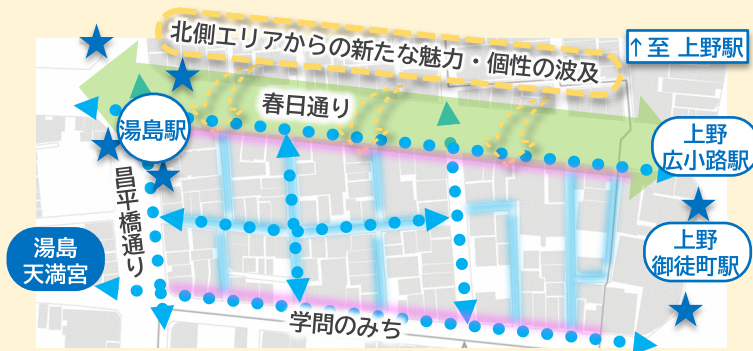 北側エリアからの新たな魅力・個性の波及
↑至 上野駅
春日通り
湯島駅
上野
広小路駅
昌平橋通り
湯島
天満宮
上野
御徒町駅
学問のみち